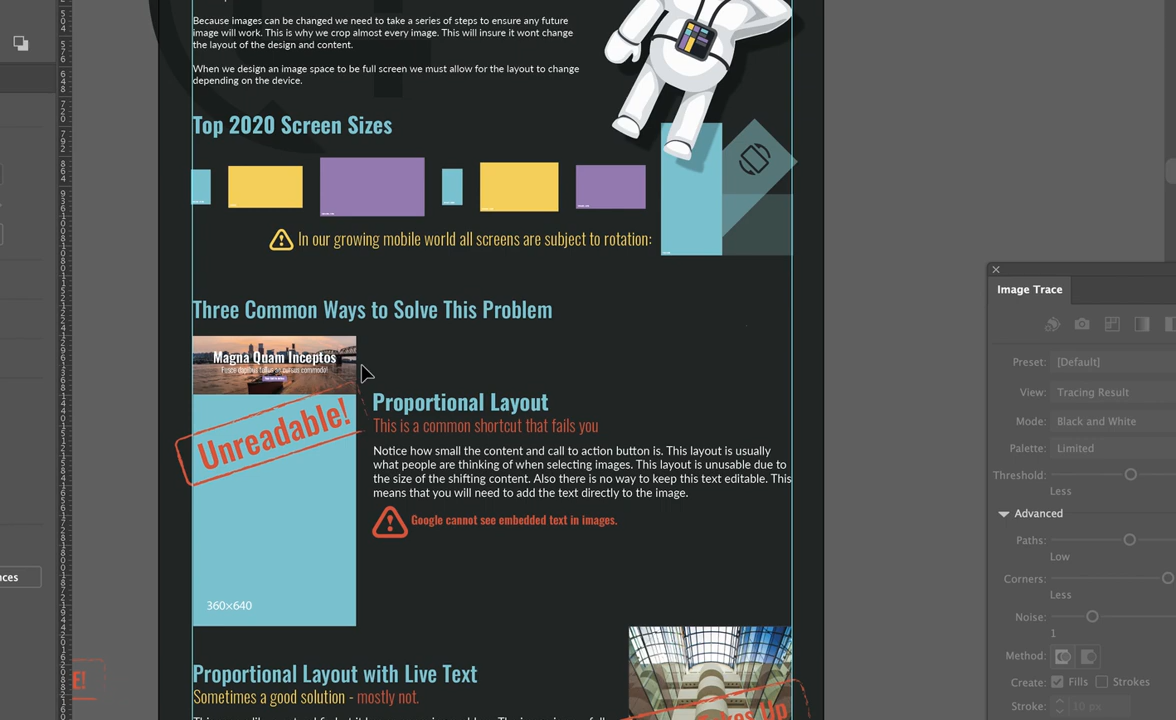 Because images can be changed we need to take a series of steps to ensure any future
image will work. This is why we crop almost every image. This will insure it wont change
the layout of the design and content.
When we design an image space to be full screen we must allow for the layout to change
depending on the device.
Top 2020 Screen Sizes
In our growing mobile world all screens are subject to rotation:
Three Common Ways to Solve This Problem
Magna Quam Inceptos
Unreadable!
360×640
Proportional Layout
This is a common shortcut that fails you
Notice how small the content and call to action button is. This layout is usually
what people are thinking of when selecting images. This layout is unusable due to
the size of the shifting content. Also there is no way to keep this text editable. This
means that you will need to add the text directly to the image.
Google cannot see embedded text in images.
Proportional Layout with Live Text
Sometimes a good solution - mostly not.
E!
Up
nces
Image Trace
Preset: [Default]
View: Tracing Result
Mode: Black and White
Palette: Limited
Threshold:
Less
Advanced
Paths:
Low
Corners:
Less
Noise:
1
Method:
Create: Fills Strokes
Stroke: 10 px